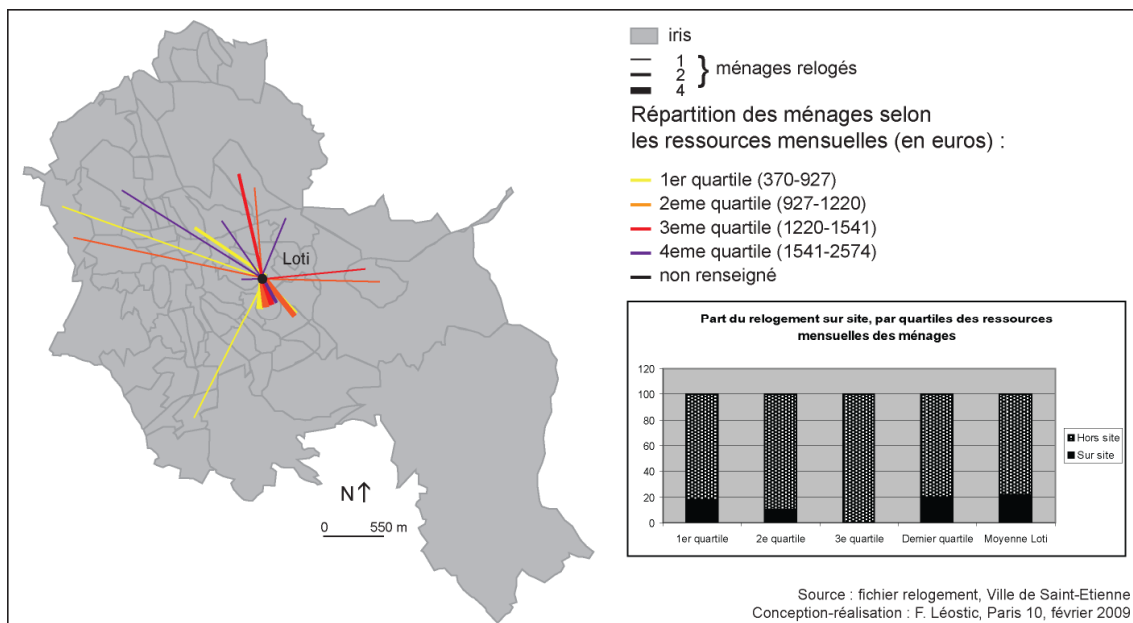 iris
1
2 } ménages relogés
4
Répartition des ménages selon
les ressources mensuelles (en euros) :
1er quartile (370-927)
2eme quartile (927-1220)
3eme quartile (1220-1541)
4eme quartile (1541-2574)
non renseigné
Loti
N↑
0 550 m
Part du relogement sur site, par quartiles des ressources
mensuelles des ménages
120
100
80
60
40
20
0
1er quartile 2e quartile 3e quartile Dernier quartile Moyenne Loti
Hors site
Sur site
Source : fichier relogement, Ville de Saint-Etienne
Conception-réalisation : F. Léostic, Paris 10, février 2009